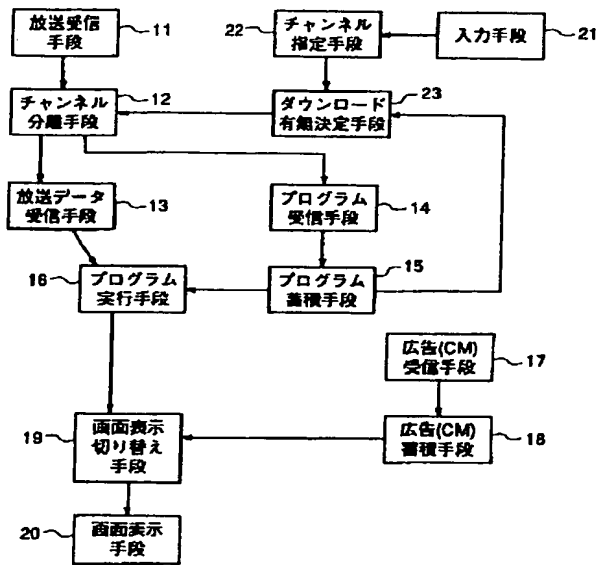 放送受信
手段
11
22
チャンネル
指定手段
入力手段
21
チャンネル
分離手段
12
ダウンロード
有無決定手段
23
放送データ
受信手段
13
プログラム
受信手段
14
16
プログラム
実行手段
プログラム
蓄積手段
15
広告(CM)
受信手段
17
19
画面表示
切り替え
手段
広告(CM)
蓄積手段
18
20
画面表示
手段